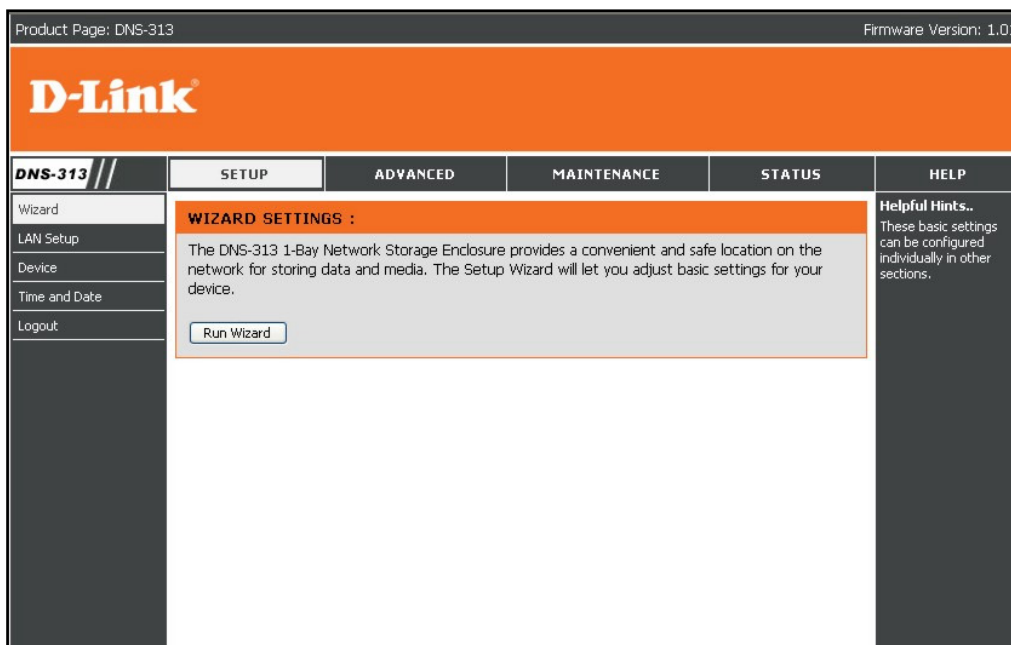 Product Page: DNS-313
Firmware Version: 1.01
D-Link®
DNS-313
SETUP
ADVANCED
MAINTENANCE
STATUS
HELP
Wizard
LAN Setup
Device
Time and Date
Logout
WIZARD SETTINGS :
The DNS-313 1-Bay Network Storage Enclosure provides a convenient and safe location on the
network for storing data and media. The Setup Wizard will let you adjust basic settings for your
device.
Run Wizard
Helpful Hints..
These basic settings
can be configured
individually in other
sections.